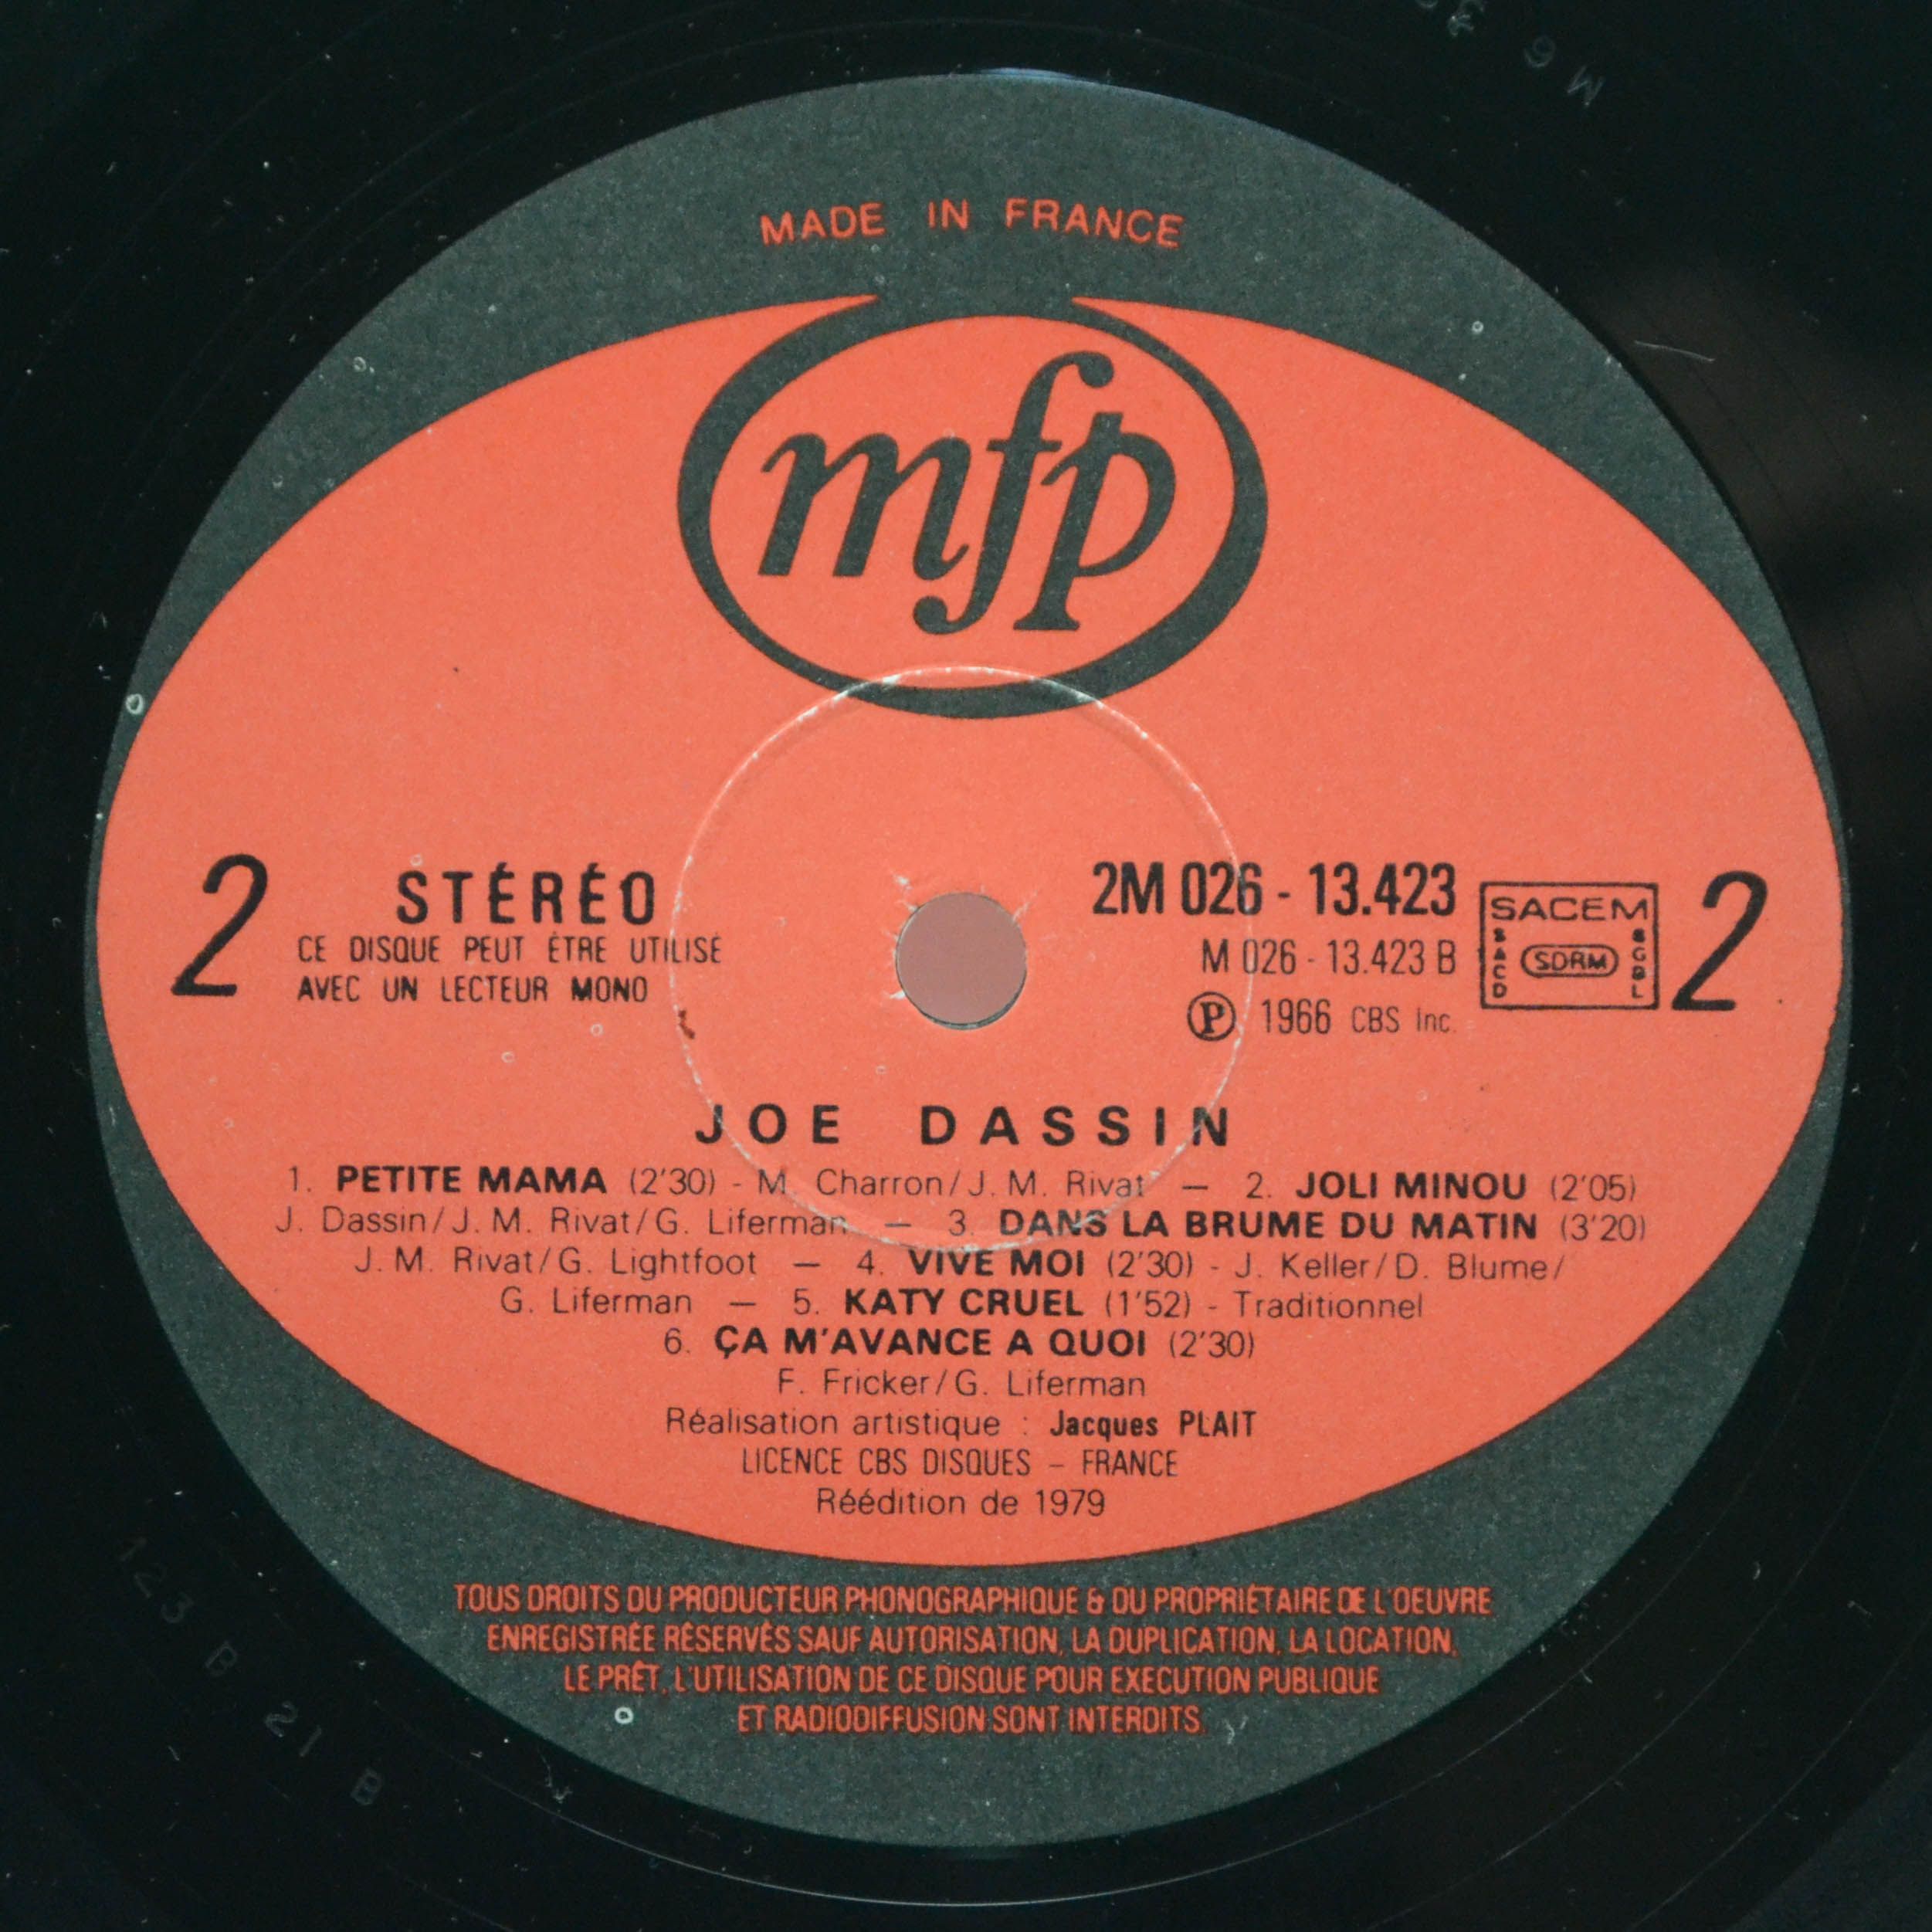 MADE IN FRANCE
mfp
2 STÉRÉO 2M 026 - 13.423 SACEM 2
CE DISQUE PEUT ÊTRE UTILISÉ M 026 - 13.423 B SACD SDRM SGDL
AVEC UN LECTEUR MONO Ⓟ 1966 CBS Inc.
JOE DASSIN
1. PETITE MAMA (2'30) - M. Charron/J. M. Rivat — 2. JOLI MINOU (2'05)
J. Dassin/J. M. Rivat/G. Liferman — 3. DANS LA BRUME DU MATIN (3'20)
J. M. Rivat/G. Lightfoot — 4. VIVE MOI (2'30) - J. Keller/D. Blume/
G. Liferman — 5. KATY CRUEL (1'52) - Traditionnel
6. ÇA M'AVANCE A QUOI (2'30)
F. Fricker/G. Liferman
Réalisation artistique : Jacques PLAIT
LICENCE CBS DISQUES - FRANCE
Réédition de 1979
TOUS DROITS DU PRODUCTEUR PHONOGRAPHIQUE & DU PROPRIÉTAIRE DE L'OEUVRE
ENREGISTRÉE RÉSERVÉS SAUF AUTORISATION, LA DUPLICATION, LA LOCATION,
LE PRÊT, L'UTILISATION DE CE DISQUE POUR EXECUTION PUBLIQUE
ET RADIODIFFUSION SONT INTERDITS.
123 B 21 B